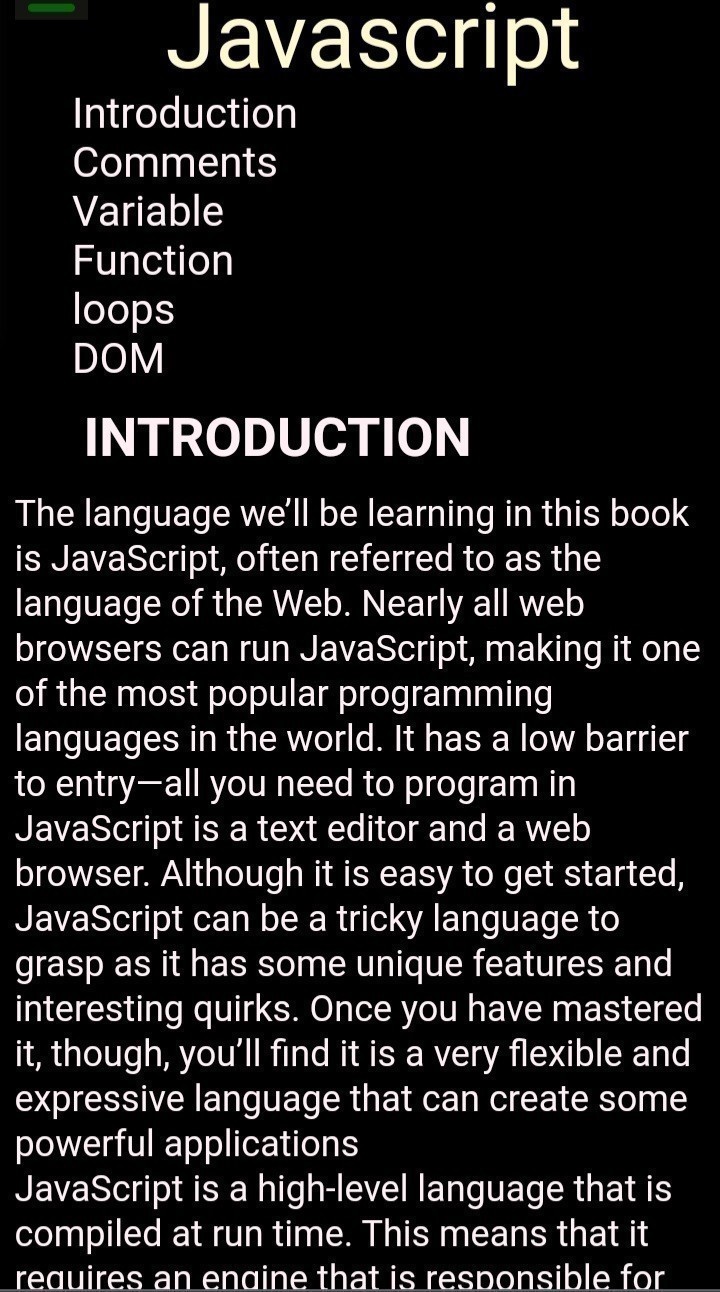 Javascript
Introduction
Comments
Variable
Function
loops
DOM
INTRODUCTION
The language we’ll be learning in this book
is JavaScript, often referred to as the
language of the Web. Nearly all web
browsers can run JavaScript, making it one
of the most popular programming
languages in the world. It has a low barrier
to entry—all you need to program in
JavaScript is a text editor and a web
browser. Although it is easy to get started,
JavaScript can be a tricky language to
grasp as it has some unique features and
interesting quirks. Once you have mastered
it, though, you’ll find it is a very flexible and
expressive language that can create some
powerful applications
JavaScript is a high-level language that is
compiled at run time. This means that it
requires an engine that is responsible for